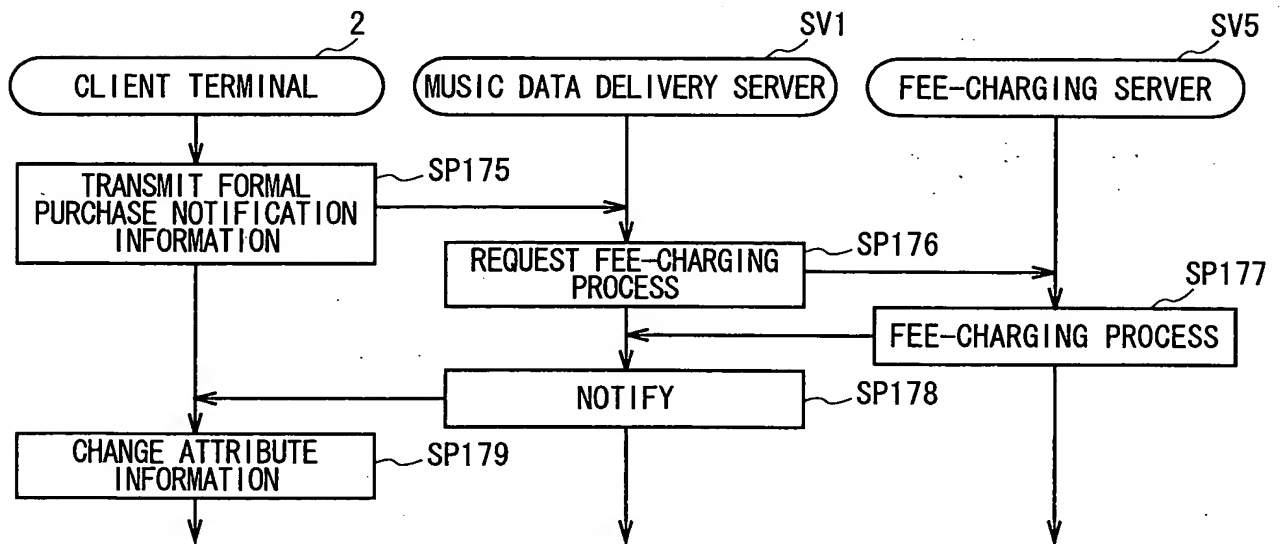 2
SV1
SV5
CLIENT TERMINAL
MUSIC DATA DELIVERY SERVER
FEE-CHARGING SERVER
SP175
TRANSMIT FORMAL
PURCHASE NOTIFICATION
INFORMATION
SP176
REQUEST FEE-CHARGING
PROCESS
SP177
FEE-CHARGING PROCESS
NOTIFY
SP178
CHANGE ATTRIBUTE
INFORMATION
SP179